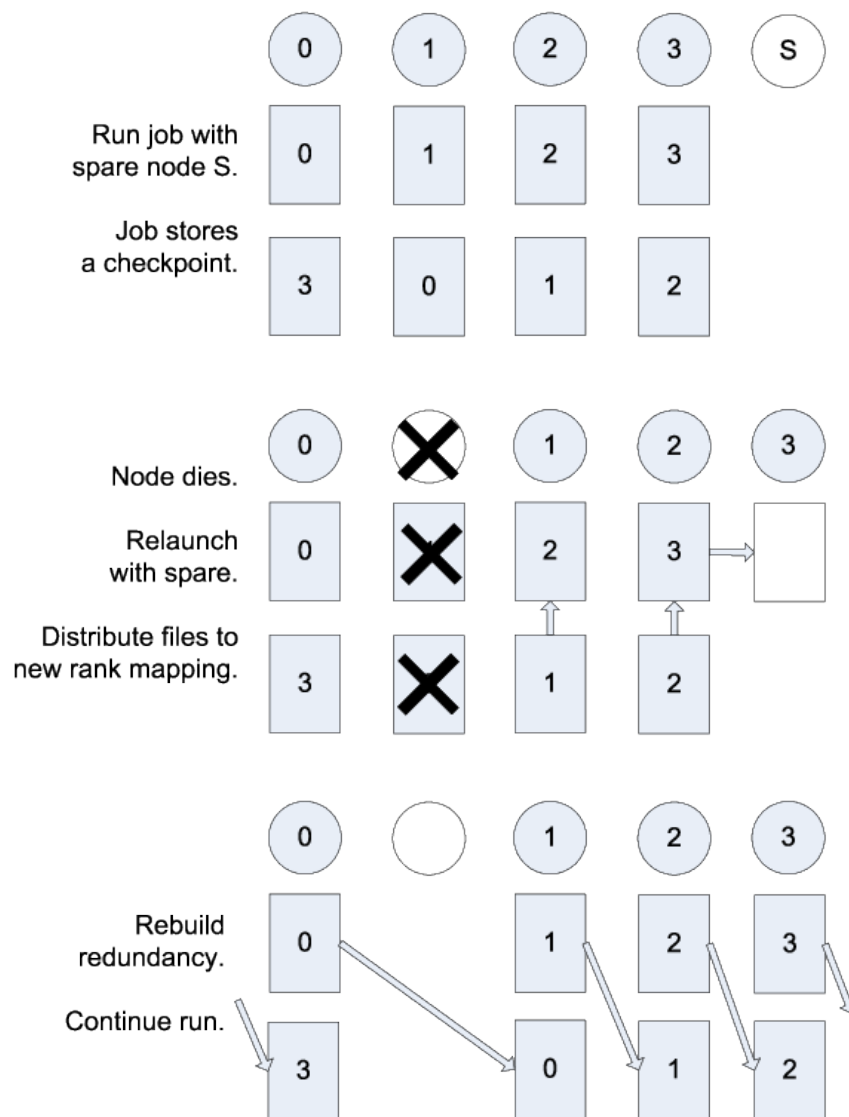 0 1 2 3 S
Run job with
spare node S.
0 1 2 3
Job stores
a checkpoint.
3 0 1 2
0 1 2 3
Node dies.
Relaunch
with spare.
0 2 3
Distribute files to
new rank mapping.
3 1 2
0 1 2 3
Rebuild
redundancy.
0 1 2 3
Continue run.
3 0 1 2